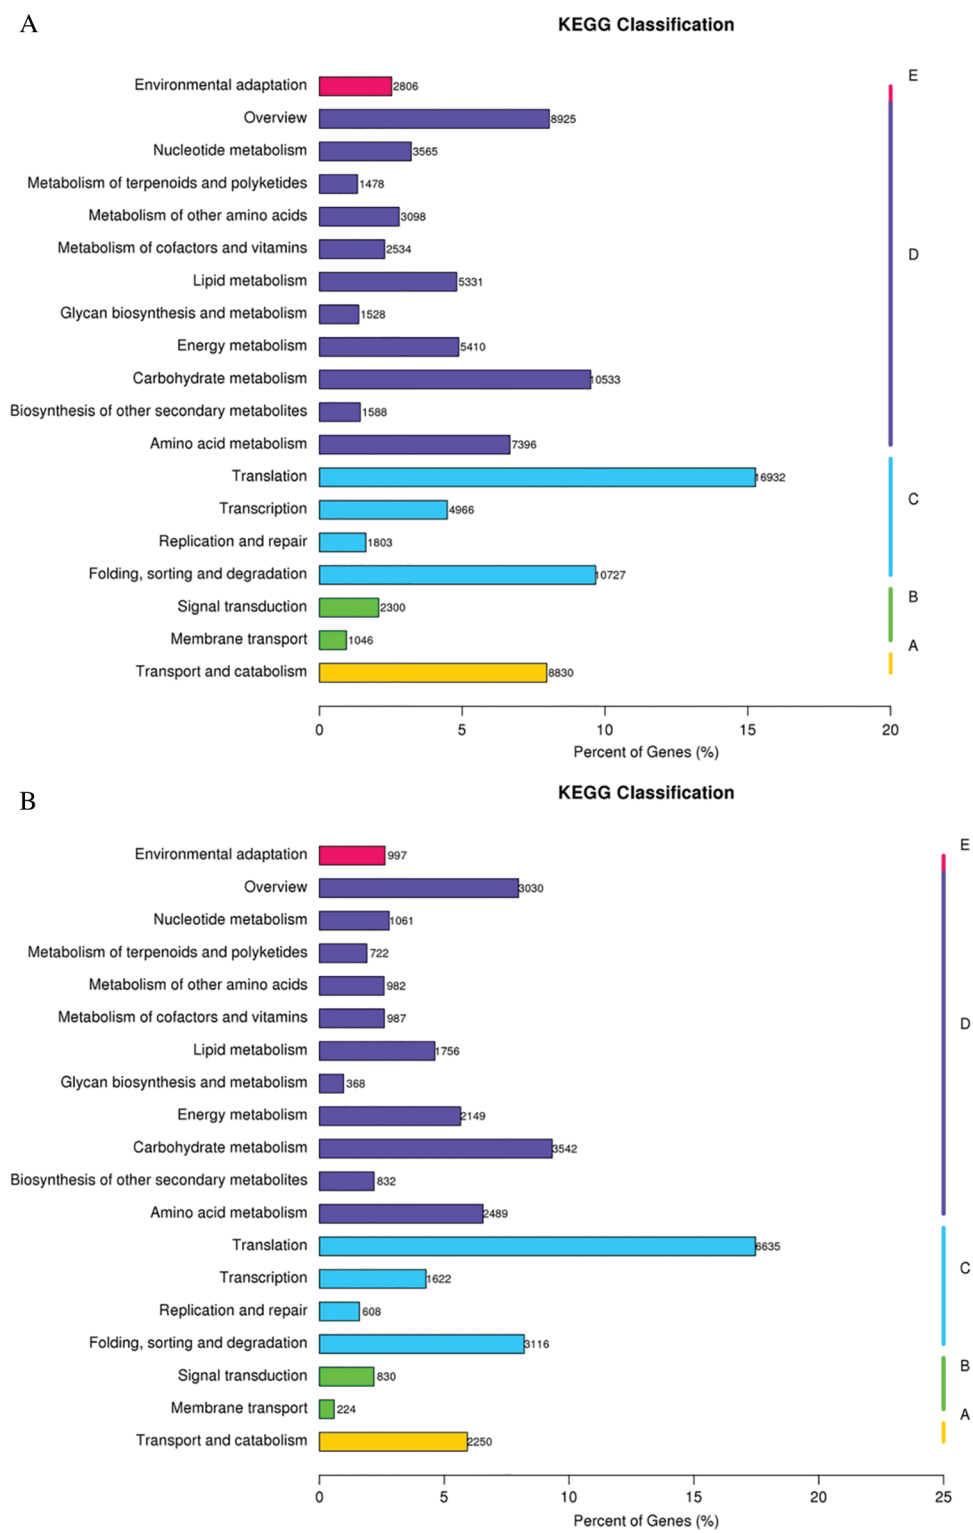 A
KEGG Classification
E
Environmental adaptation 2806
Overview 8925
Nucleotide metabolism 3565
Metabolism of terpenoids and polyketides 1478
Metabolism of other amino acids 3098
Metabolism of cofactors and vitamins 2534
D
Lipid metabolism 5331
Glycan biosynthesis and metabolism 1528
Energy metabolism 5410
Carbohydrate metabolism 10533
Biosynthesis of other secondary metabolites 1588
Amino acid metabolism 7396
Translation 16932
C
Transcription 4966
Replication and repair 1803
Folding, sorting and degradation 10727
B
Signal transduction 2300
Membrane transport 1046
A
Transport and catabolism 8830
0 5 10 15 20
Percent of Genes (%)
B
KEGG Classification
E
Environmental adaptation 997
Overview 3030
Nucleotide metabolism 1061
Metabolism of terpenoids and polyketides 722
Metabolism of other amino acids 982
Metabolism of cofactors and vitamins 987
D
Lipid metabolism 1756
Glycan biosynthesis and metabolism 368
Energy metabolism 2149
Carbohydrate metabolism 3542
Biosynthesis of other secondary metabolites 832
Amino acid metabolism 2489
Translation 6635
C
Transcription 1622
Replication and repair 608
Folding, sorting and degradation 3116
B
Signal transduction 830
Membrane transport 224
A
Transport and catabolism 2250
0 5 10 15 20 25
Percent of Genes (%)